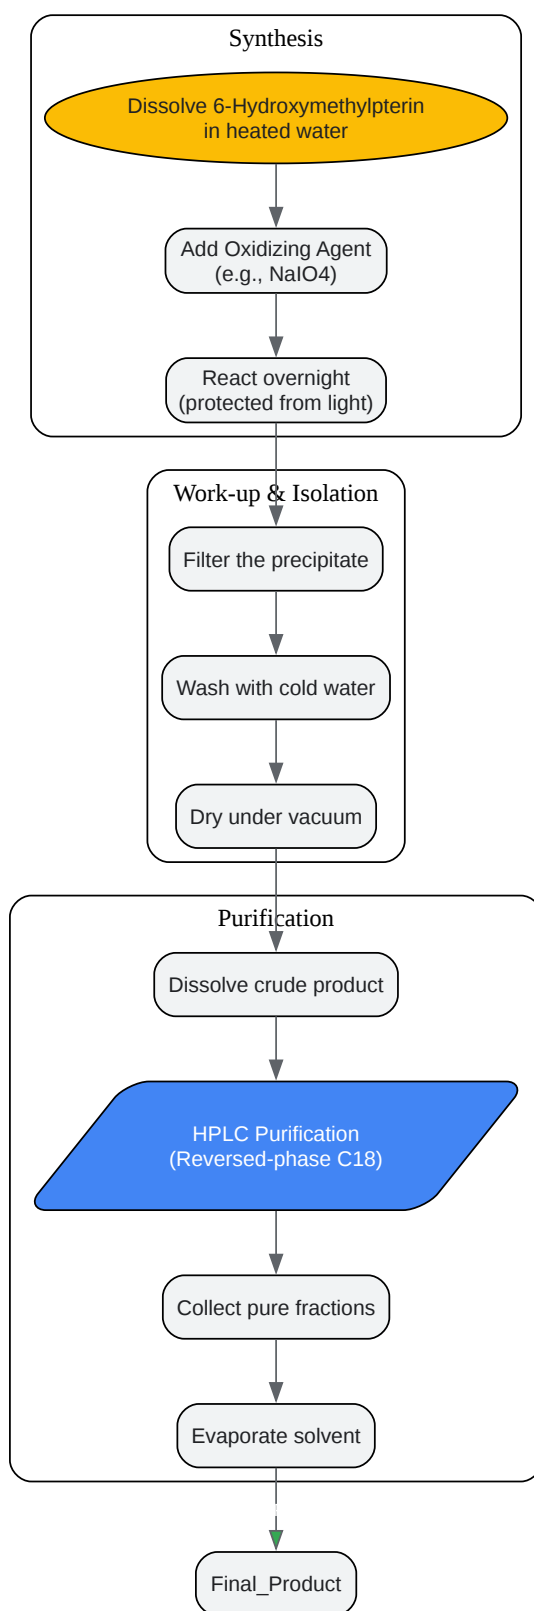 Synthesis
Dissolve 6-Hydroxymethylpterin
in heated water
Add Oxidizing Agent
(e.g., NaIO4)
React overnight
(protected from light)
Work-up & Isolation
Filter the precipitate
Wash with cold water
Dry under vacuum
Purification
Dissolve crude product
HPLC Purification
(Reversed-phase C18)
Collect pure fractions
Evaporate solvent
Final_Product